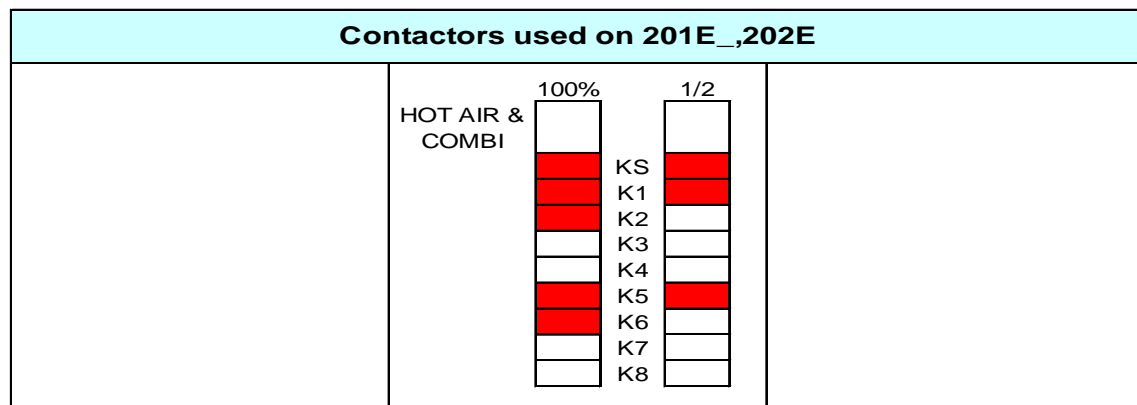 Contactors used on 201E_,202E
100% 1/2
HOT AIR &
COMBI
KS
K1
K2
K3
K4
K5
K6
K7
K8